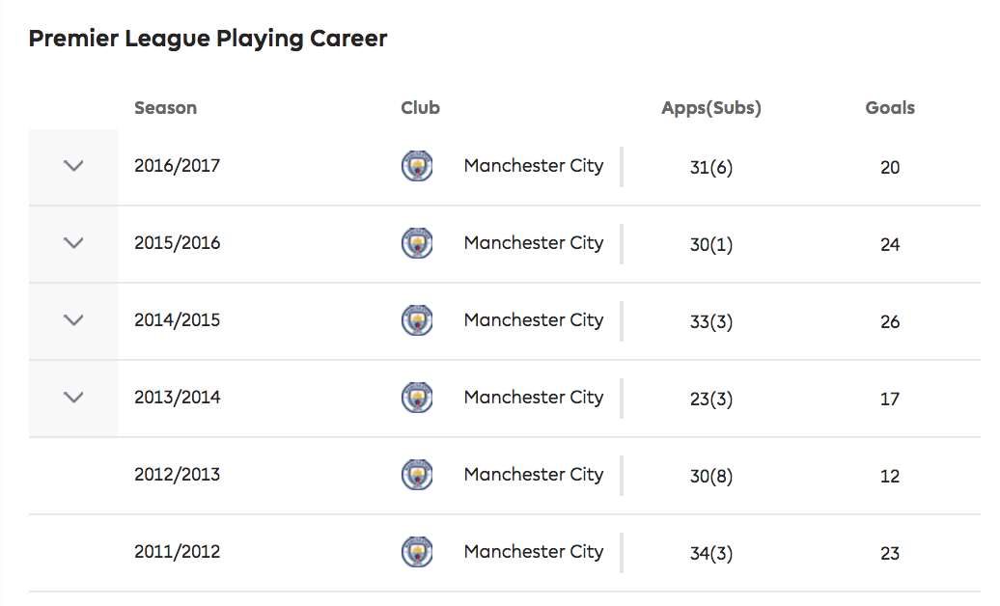 Premier League Playing Career
Season Club Apps(Subs) Goals
2016/2017 Manchester City 31(6) 20
2015/2016 Manchester City 30(1) 24
2014/2015 Manchester City 33(3) 26
2013/2014 Manchester City 23(3) 17
2012/2013 Manchester City 30(8) 12
2011/2012 Manchester City 34(3) 23